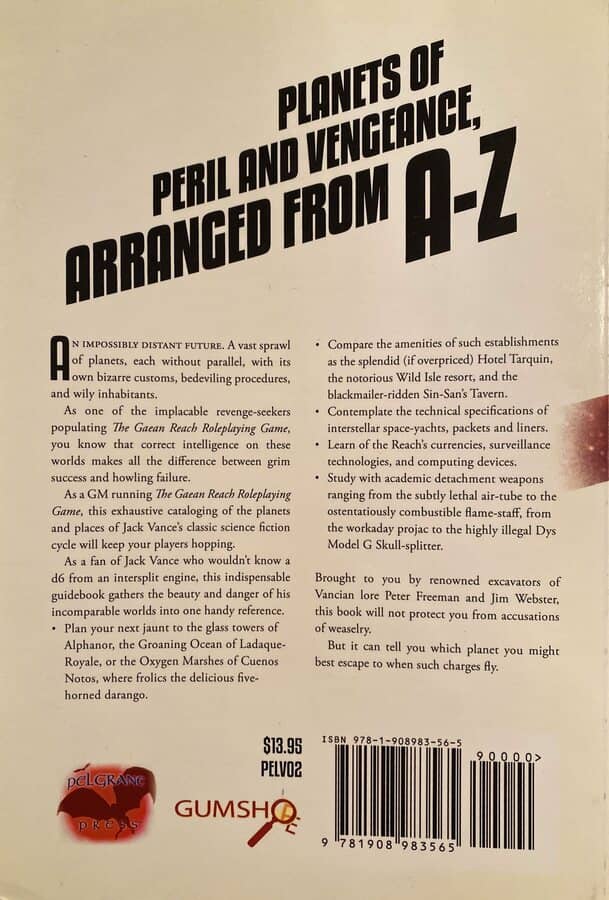 PLANETS OF
PERIL AND VENGEANCE,
ARRANGED FROM A-Z
AN IMPOSSIBLY DISTANT FUTURE. A vast sprawl
of planets, each without parallel, with its
own bizarre customs, bedeviling procedures,
and wily inhabitants.
As one of the implacable revenge-seekers
populating The Gaean Reach Roleplaying Game,
you know that correct intelligence on these
worlds makes all the difference between grim
success and howling failure.
As a GM running The Gaean Reach Roleplaying
Game, this exhaustive cataloging of the planets
and places of Jack Vance's classic science fiction
cycle will keep your players hopping.
As a fan of Jack Vance who wouldn't know a
d6 from an intersplit engine, this indispensable
guidebook gathers the beauty and danger of his
incomparable worlds into one handy reference.
• Plan your next jaunt to the glass towers of
Alphanor, the Groaning Ocean of Ladaque-
Royale, or the Oxygen Marshes of Cuenos
Notos, where frolics the delicious five-
horned darango.
• Compare the amenities of such establishments
as the splendid (if overpriced) Hotel Tarquin,
the notorious Wild Isle resort, and the
blackmailer-ridden Sin-San's Tavern.
• Contemplate the technical specifications of
interstellar space-yachts, packets and liners.
• Learn of the Reach's currencies, surveillance
technologies, and computing devices.
• Study with academic detachment weapons
ranging from the subtly lethal air-tube to the
ostentatiously combustible flame-staff, from
the workaday projac to the highly illegal Dys
Model G Skull-splitter.
Brought to you by renowned excavators of
Vancian lore Peter Freeman and Jim Webster,
this book will not protect you from accusations
of weaselry.
But it can tell you which planet you might
best escape to when such charges fly.
PELGRANE
PRESS
GUMSHOE
$13.95
PELV02
ISBN 978-1-908983-56-5
90000>
9 781908 983565